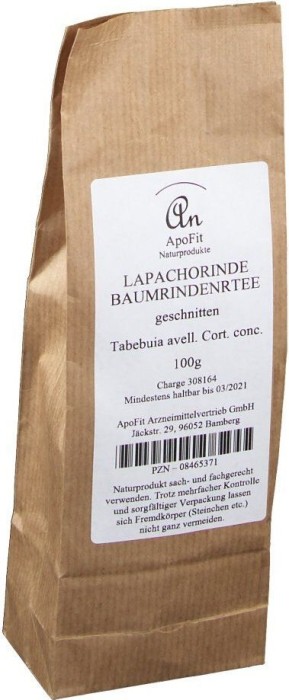 An
ApoFit
Naturprodukte
LAPACHORINDE
BAUMRINDENRTEE
geschnitten
Tabebuia avell. Cort. conc.
100g
Charge 308164
Mindestens haltbar bis 03/2021
ApoFit Arzneimittelvertrieb GmbH
Jäckstr. 29, 96052 Bamberg
PZN – 08465371
Naturprodukt sach- und fachgerecht
verwenden. Trotz mehrfacher Kontrolle
und sorgfältiger Verpackung lassen
sich Fremdkörper (Steinchen etc.)
nicht ganz vermeiden.